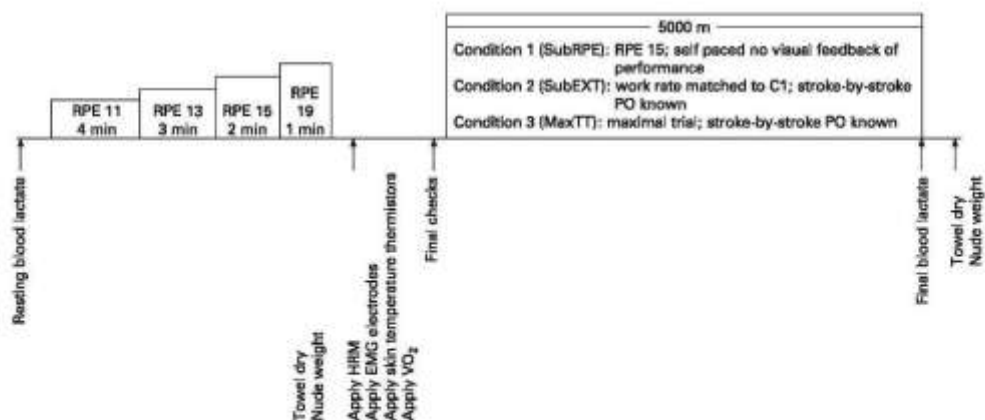 5000 m
Condition 1 (SubRPE): RPE 15; self paced no visual feedback of
performance
Condition 2 (SubEXT): work rate matched to C1; stroke-by-stroke
PO known
Condition 3 (MaxTT): maximal trial; stroke-by-stroke PO known
RPE 11
4 min
RPE 13
3 min
RPE 15
2 min
RPE
19
1 min
Resting blood lactate
Towel dry
Nude weight
Apply HRM
Apply EMG electrodes
Apply skin temperature thermistors
Apply VO₂
Final checks
Final blood lactate
Towel dry
Nude weight